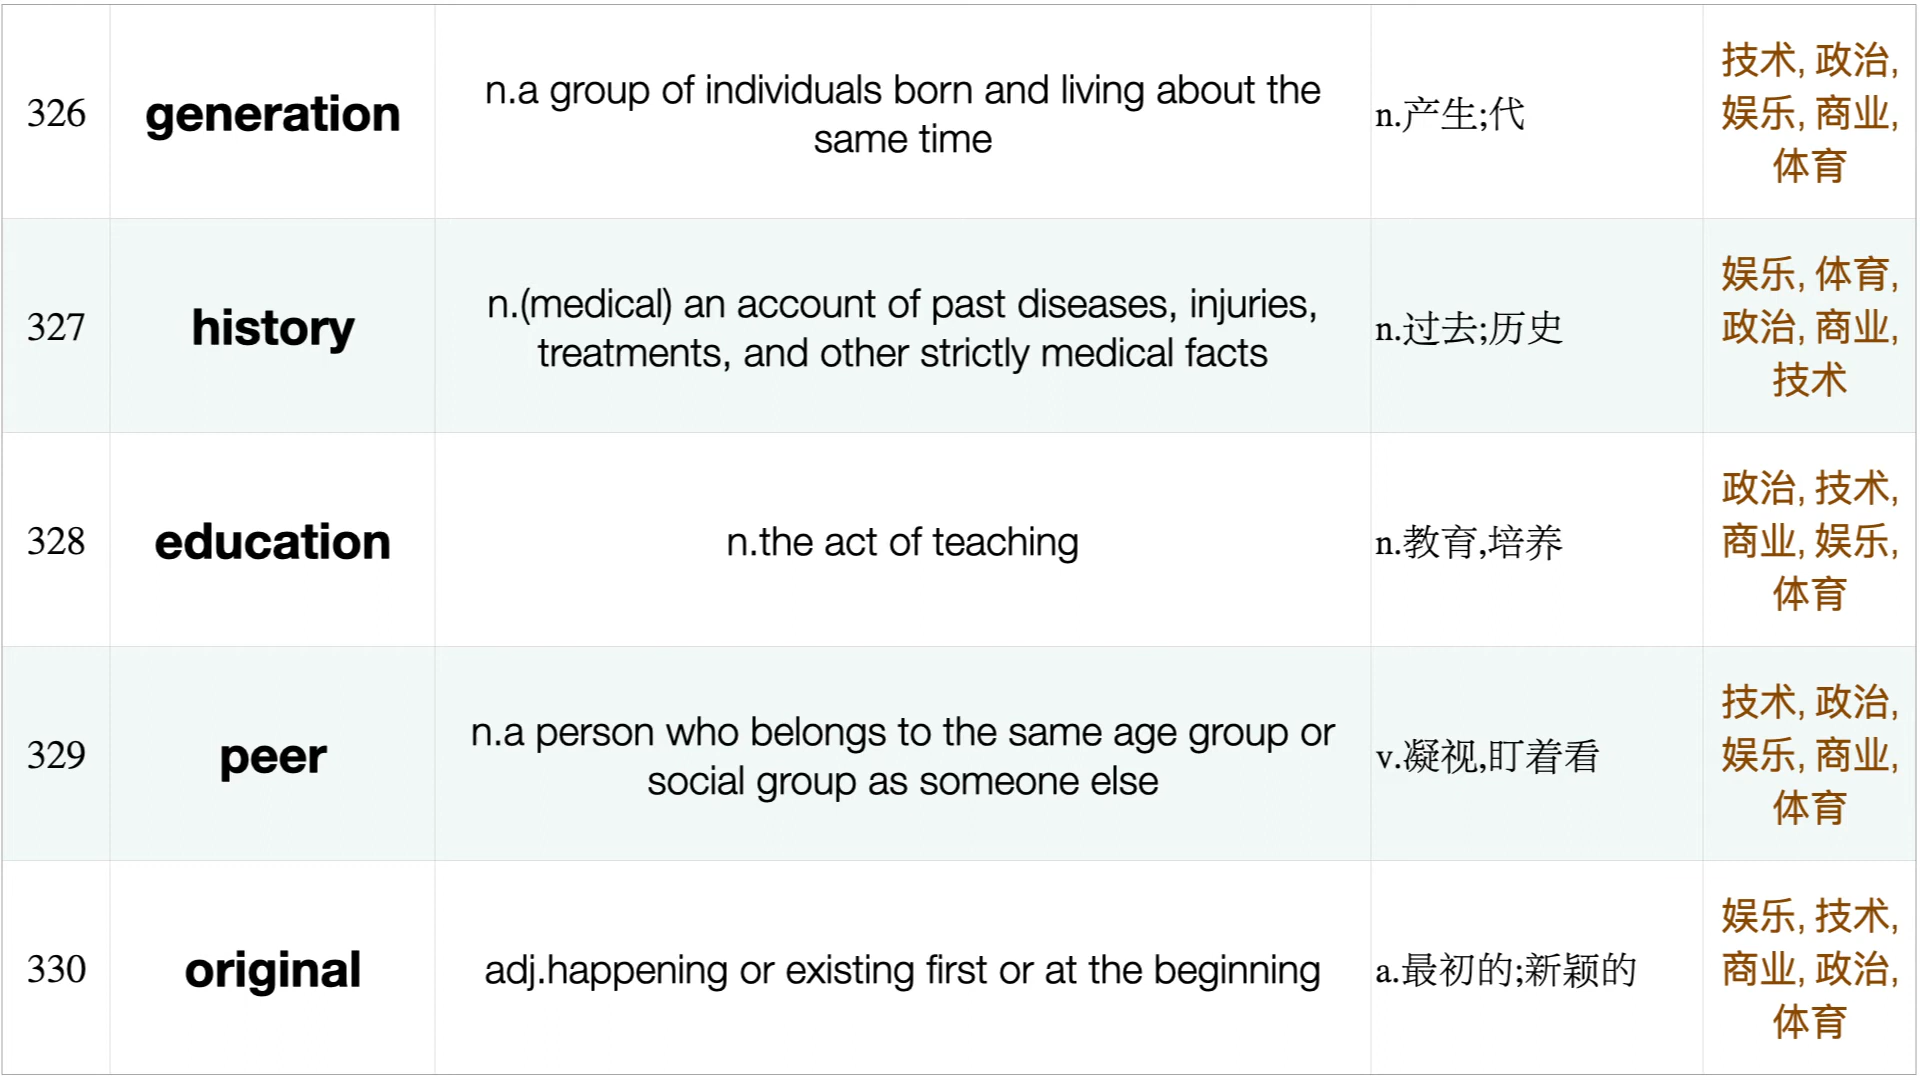 326
generation
n.a group of individuals born and living about the
same time
n.产生;代
技术, 政治,
娱乐, 商业,
体育
327
history
n.(medical) an account of past diseases, injuries,
treatments, and other strictly medical facts
n.过去;历史
娱乐, 体育,
政治, 商业,
技术
328
education
n.the act of teaching
n.教育,培养
政治, 技术,
商业, 娱乐,
体育
329
peer
n.a person who belongs to the same age group or
social group as someone else
v.凝视,盯着看
技术, 政治,
娱乐, 商业,
体育
330
original
adj.happening or existing first or at the beginning
a.最初的;新颖的
娱乐, 技术,
商业, 政治,
体育